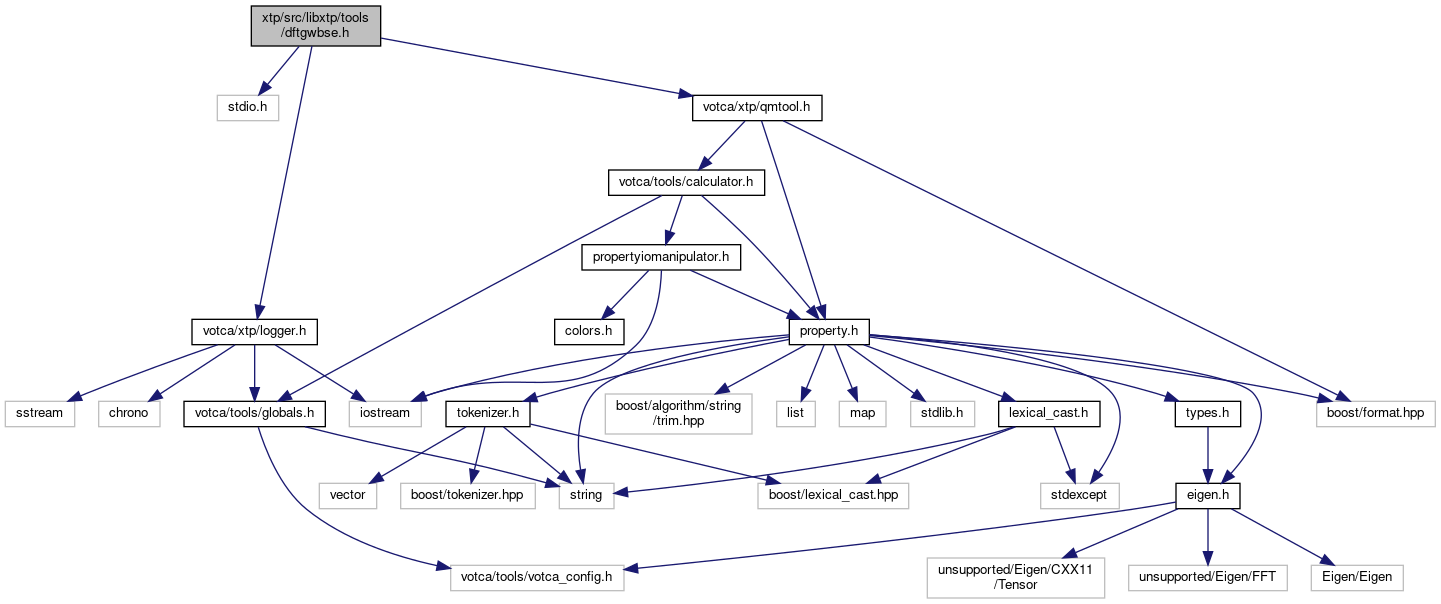 xtp/src/libxtp/tools
/dftgwbse.h
stdio.h
votca/xtp/qmtool.h
votca/tools/calculator.h
propertyiomanipulator.h
votca/xtp/logger.h
colors.h
property.h
sstream
chrono
votca/tools/globals.h
iostream
tokenizer.h
boost/algorithm/string
/trim.hpp
list
map
stdlib.h
lexical_cast.h
types.h
boost/format.hpp
vector
boost/tokenizer.hpp
string
boost/lexical_cast.hpp
stdexcept
eigen.h
votca/tools/votca_config.h
unsupported/Eigen/CXX11
/Tensor
unsupported/Eigen/FFT
Eigen/Eigen